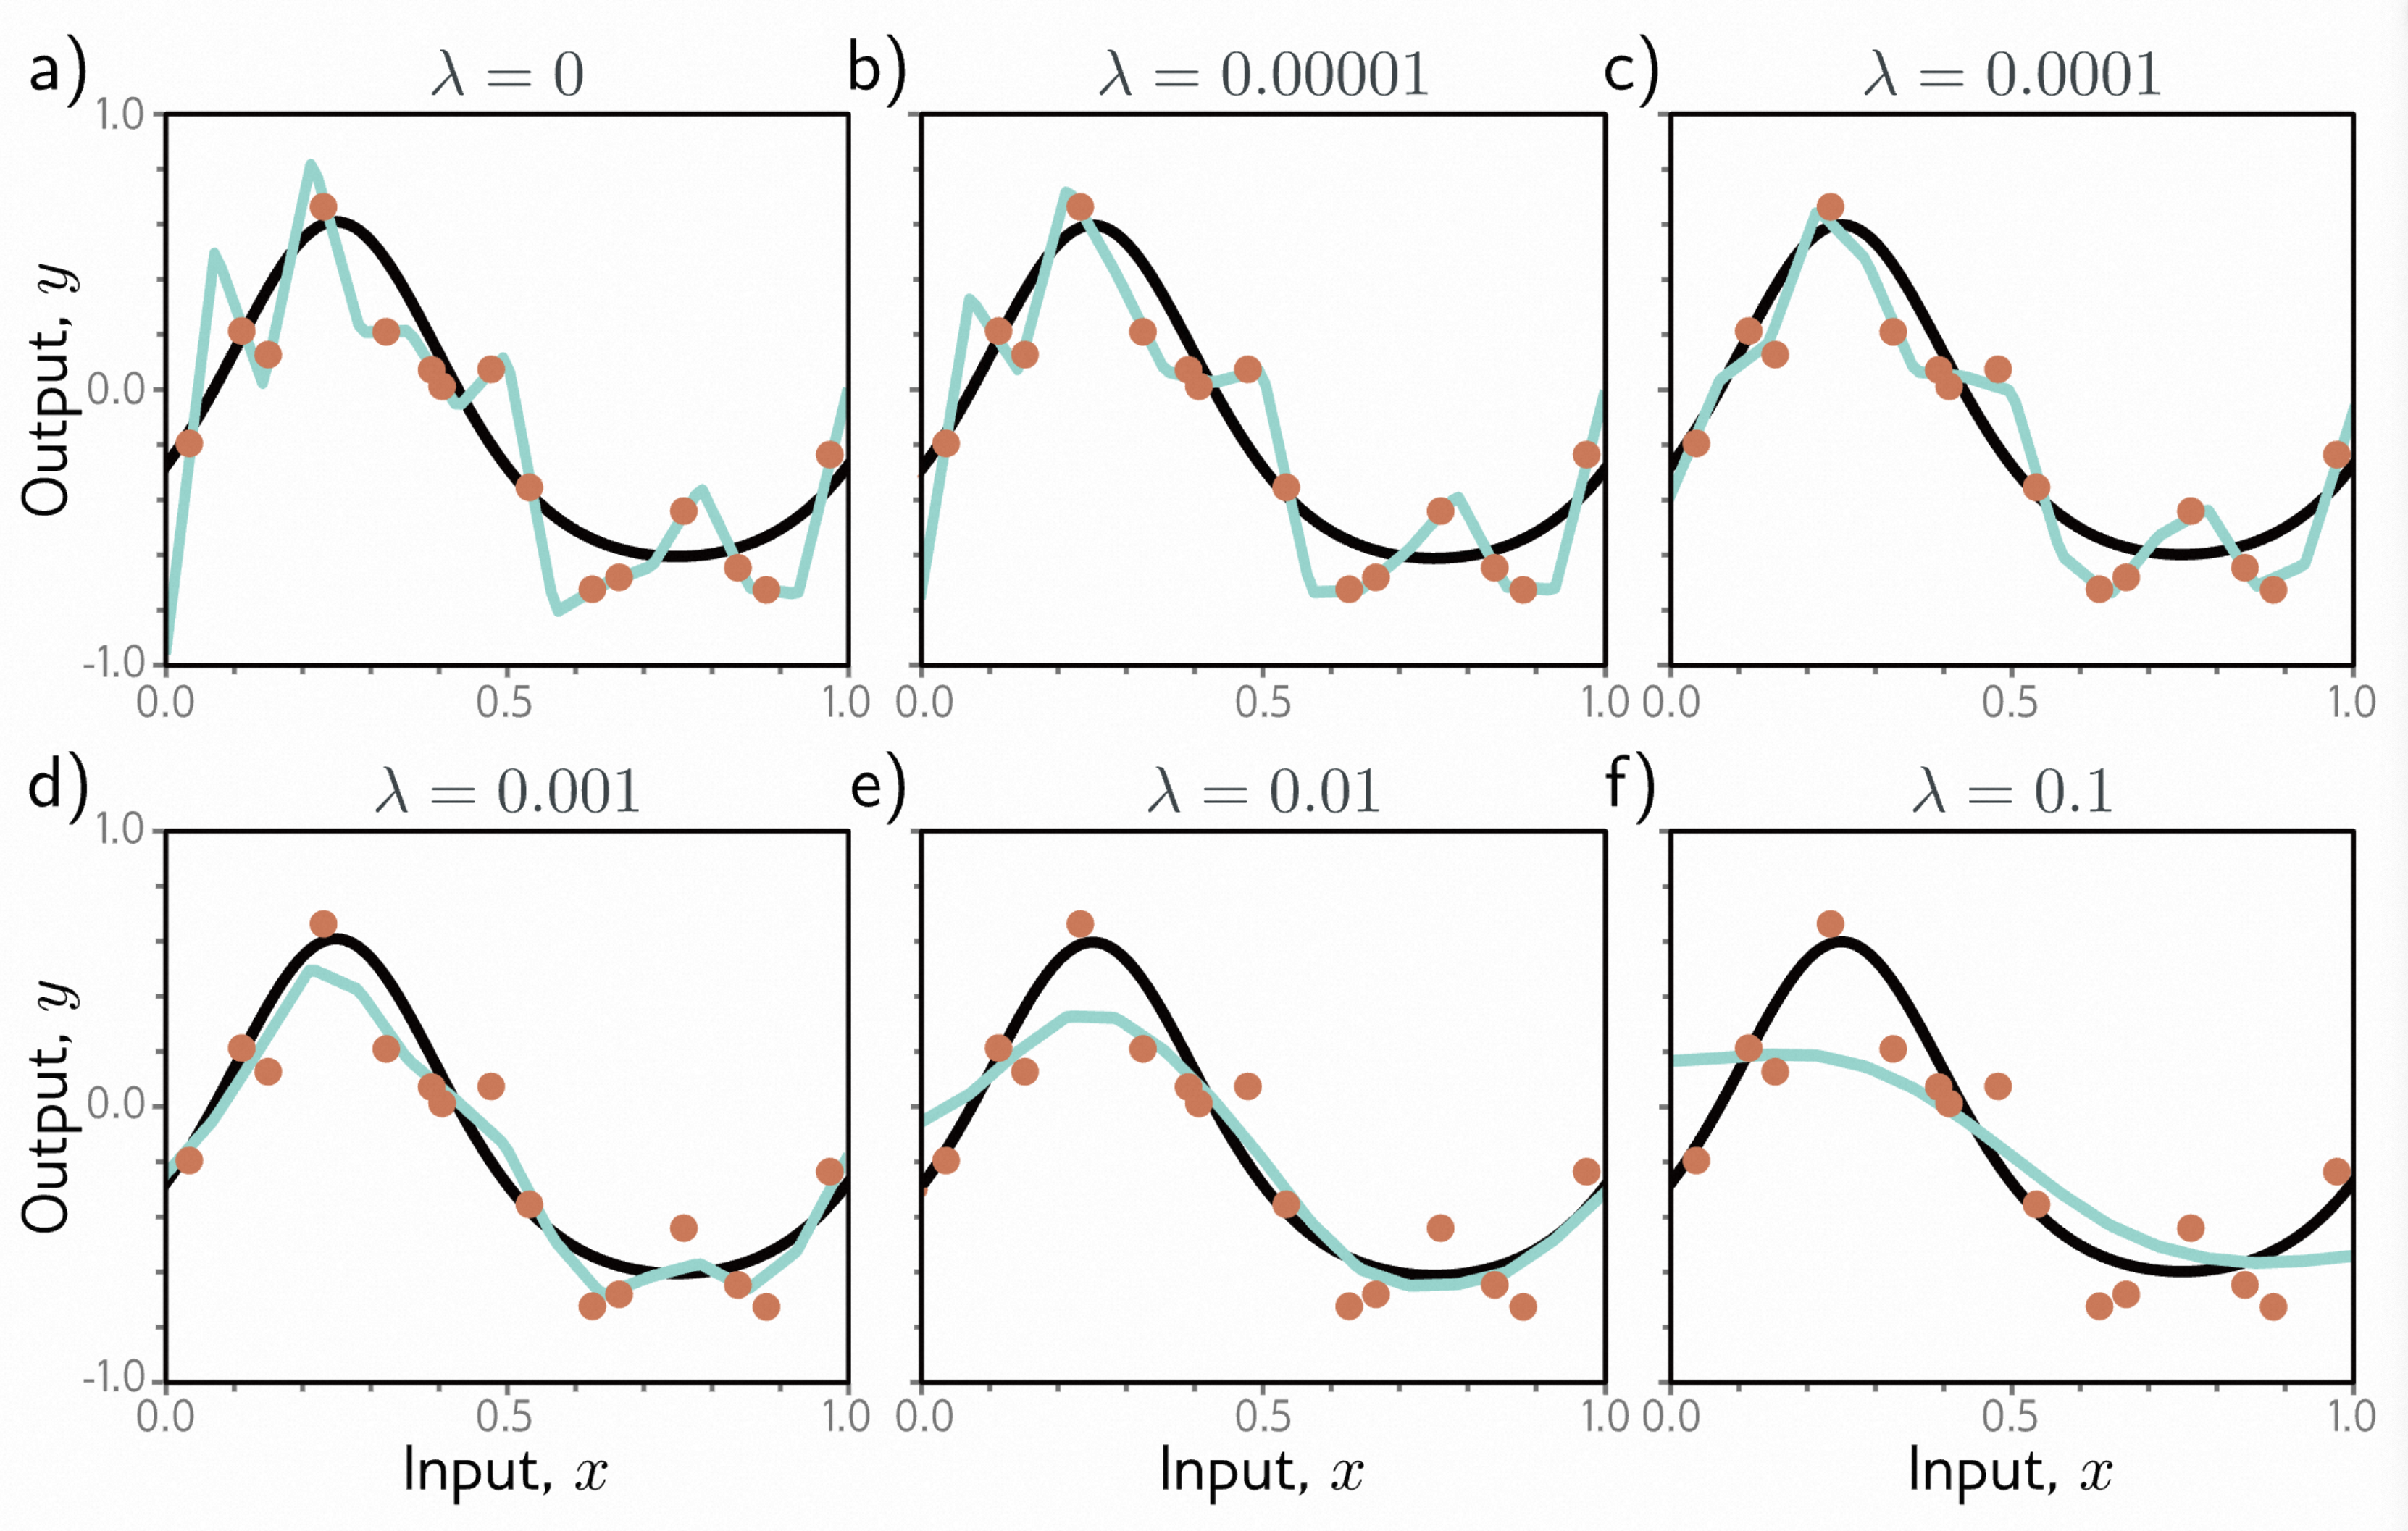 a) λ = 0
b) λ = 0.00001
c) λ = 0.0001
1.0
0.0
-1.0
Output, y
0.0 0.5 1.0
0.0 0.5 1.0
0.0 0.5 1.0
d) λ = 0.001
e) λ = 0.01
f) λ = 0.1
1.0
0.0
-1.0
Output, y
0.0 0.5 1.0
0.0 0.5 1.0
0.0 0.5 1.0
Input, x
Input, x
Input, x